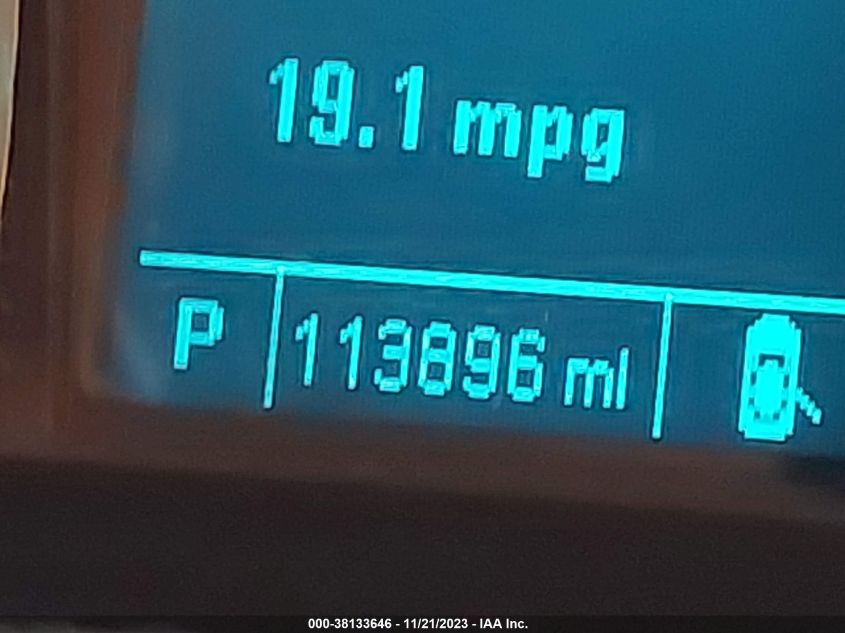 19.1 mpg
P 113896 mi
000-38133646 - 11/21/2023 - IAA Inc.